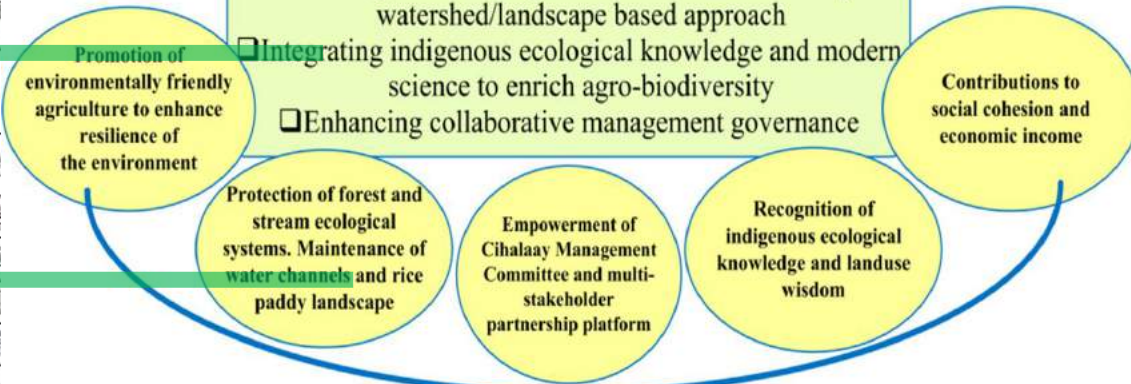 watershed/landscape based approach
❑Integrating indigenous ecological knowledge and modern
science to enrich agro-biodiversity
❑Enhancing collaborative management governance
Promotion of
environmentally friendly
agriculture to enhance
resilience of
the environment
Protection of forest and
stream ecological
systems. Maintenance of
water channels and rice
paddy landscape
Empowerment of
Cihalaay Management
Committee and multi-
stakeholder
partnership platform
Recognition of
indigenous ecological
knowledge and landuse
wisdom
Contributions to
social cohesion and
economic income